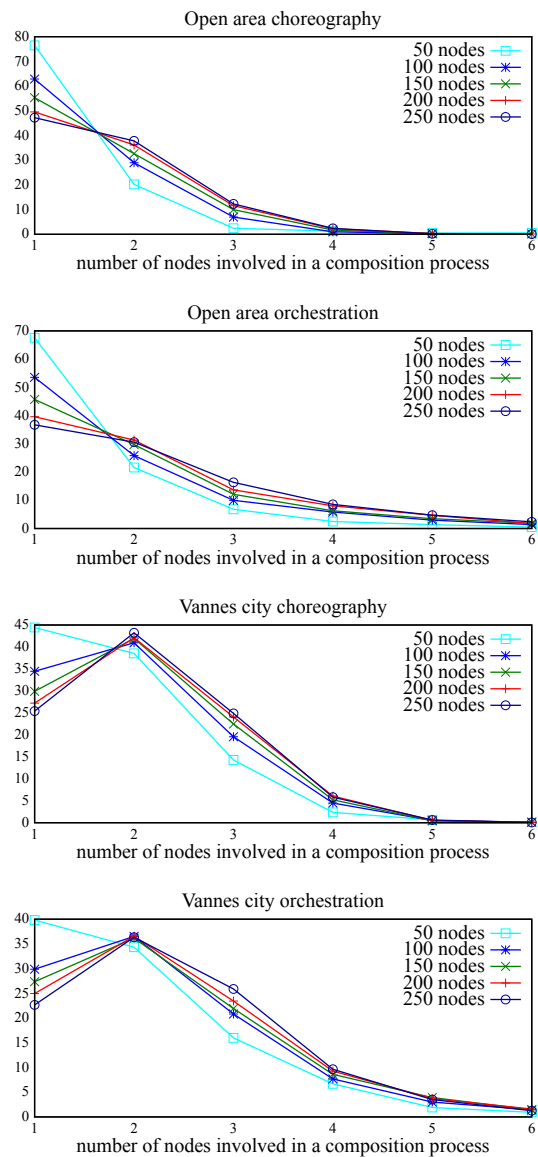 Open area choreography
80
70
60
50
40
30
20
10
0
50 nodes
100 nodes
150 nodes
200 nodes
250 nodes
1 2 3 4 5 6
number of nodes involved in a composition process
Open area orchestration
70
60
50
40
30
20
10
0
50 nodes
100 nodes
150 nodes
200 nodes
250 nodes
1 2 3 4 5 6
number of nodes involved in a composition process
Vannes city choreography
45
40
35
30
25
20
15
10
5
0
50 nodes
100 nodes
150 nodes
200 nodes
250 nodes
1 2 3 4 5 6
number of nodes involved in a composition process
Vannes city orchestration
40
35
30
25
20
15
10
5
0
50 nodes
100 nodes
150 nodes
200 nodes
250 nodes
1 2 3 4 5 6
number of nodes involved in a composition process